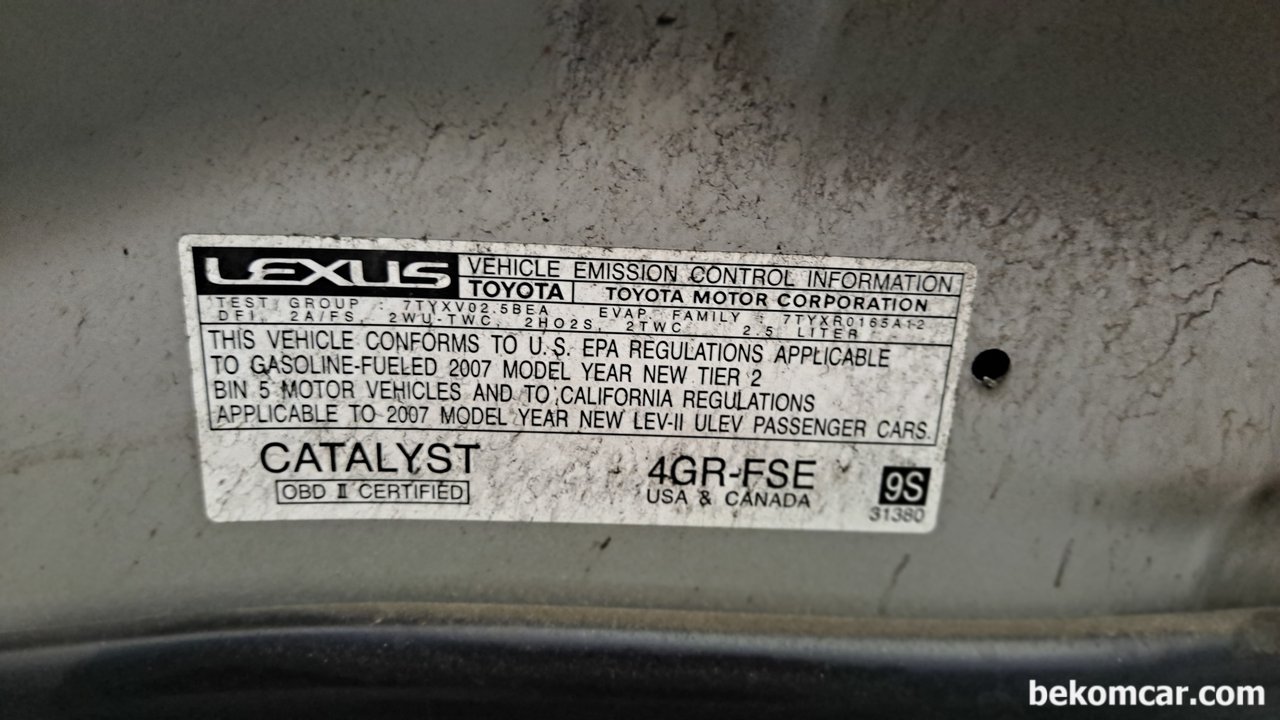 LEXUS VEHICLE EMISSION CONTROL INFORMATION
TOYOTA TOYOTA MOTOR CORPORATION
TEST GROUP : 7TYXV02.5BEA EVAP. FAMILY : 7TYXR0165A12
DFI, 2A/FS, 2WU-TWC, 2HO2S, 2TWC 2.5 LITER
THIS VEHICLE CONFORMS TO U.S. EPA REGULATIONS APPLICABLE
TO GASOLINE-FUELED 2007 MODEL YEAR NEW TIER 2
BIN 5 MOTOR VEHICLES AND TO CALIFORNIA REGULATIONS
APPLICABLE TO 2007 MODEL YEAR NEW LEV-II ULEV PASSENGER CARS.
CATALYST 4GR-FSE 9S
OBD II CERTIFIED USA & CANADA
31380
bekomcar.com